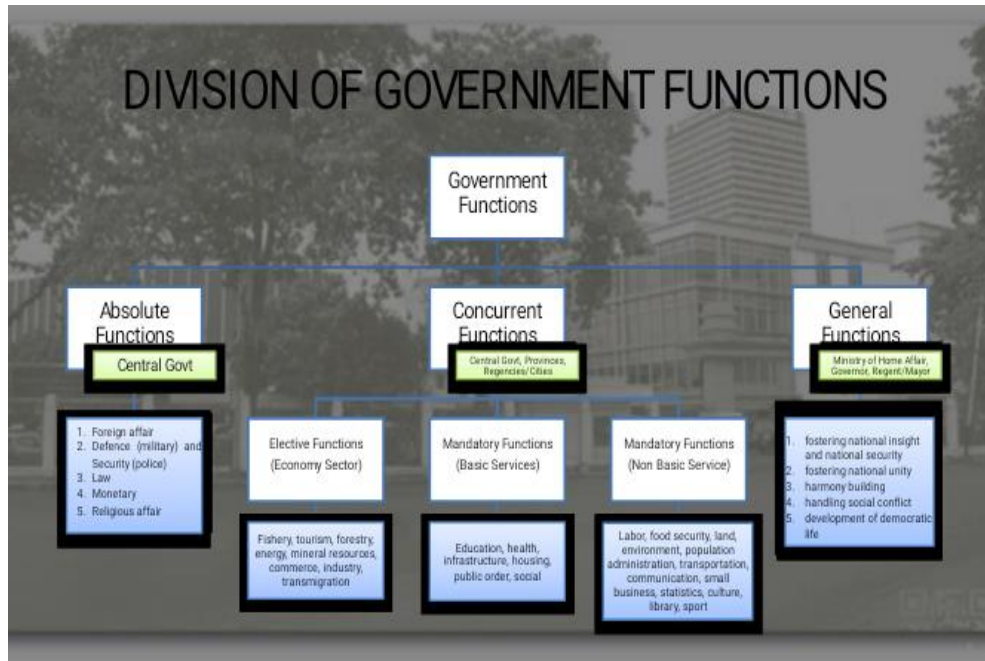 DIVISION OF GOVERNMENT FUNCTIONS
Government
Functions
Absolute
Functions
Central Govt
Concurrent
Functions
Central Govt, Provinces,
Regencies/Cities
General
Functions
Ministry of Home Affair,
Governor, Regent/Mayor
1. Foreign affair
2. Defence (military) and
Security (police)
3. Law
4. Monetary
5. Religious affair
Elective Functions
(Economy Sector)
Mandatory Functions
(Basic Services)
Mandatory Functions
(Non Basic Service)
1. fostering national insight
and national security
2. fostering national unity
3. harmony building
4. handling social conflict
5. development of democratic
life
Fishery, tourism, forestry,
energy, mineral resources,
commerce, industry,
transmigration
Education, health,
infrastructure, housing,
public order, social
Labor, food security, land,
environment, population
administration, transportation,
communication, small
business, statistics, culture,
library, sport